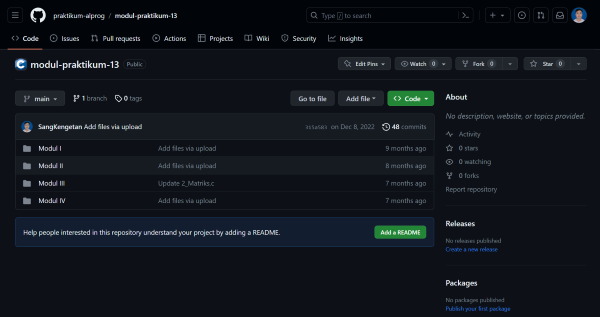 praktikum-alprog / modul-praktikum-13
Type / to search
Code
Issues
Pull requests
Actions
Projects
Wiki
Security
Insights
modul-praktikum-13 Public
Edit Pins
Watch 0
Fork 0
Star 0
main
1 branch
0 tags
Go to file
Add file
Code
SangKengetan Add files via upload
on Dec 8, 2022
48 commits
Modul I Add files via upload 9 months ago
Modul II Add files via upload 8 months ago
Modul III Update 2_Matriks.c 7 months ago
Modul IV Add files via upload 7 months ago
Help people interested in this repository understand your project by adding a README.
Add a README
About
No description, website, or topics provided.
Activity
0 stars
0 watching
0 forks
Report repository
Releases
No releases published
Create a new release
Packages
No packages published
Publish your first package